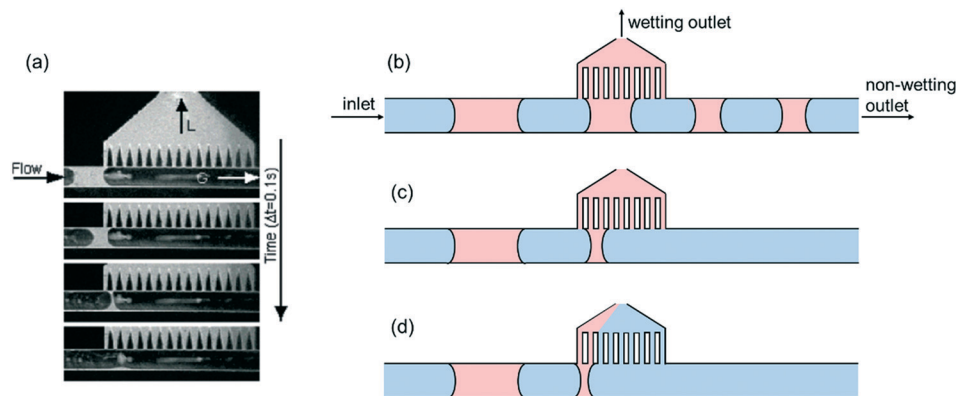 (a)
L
Flow
G
Time (Δt=0.1s)
(b)
wetting outlet
inlet
non-wetting
outlet
(c)
(d)